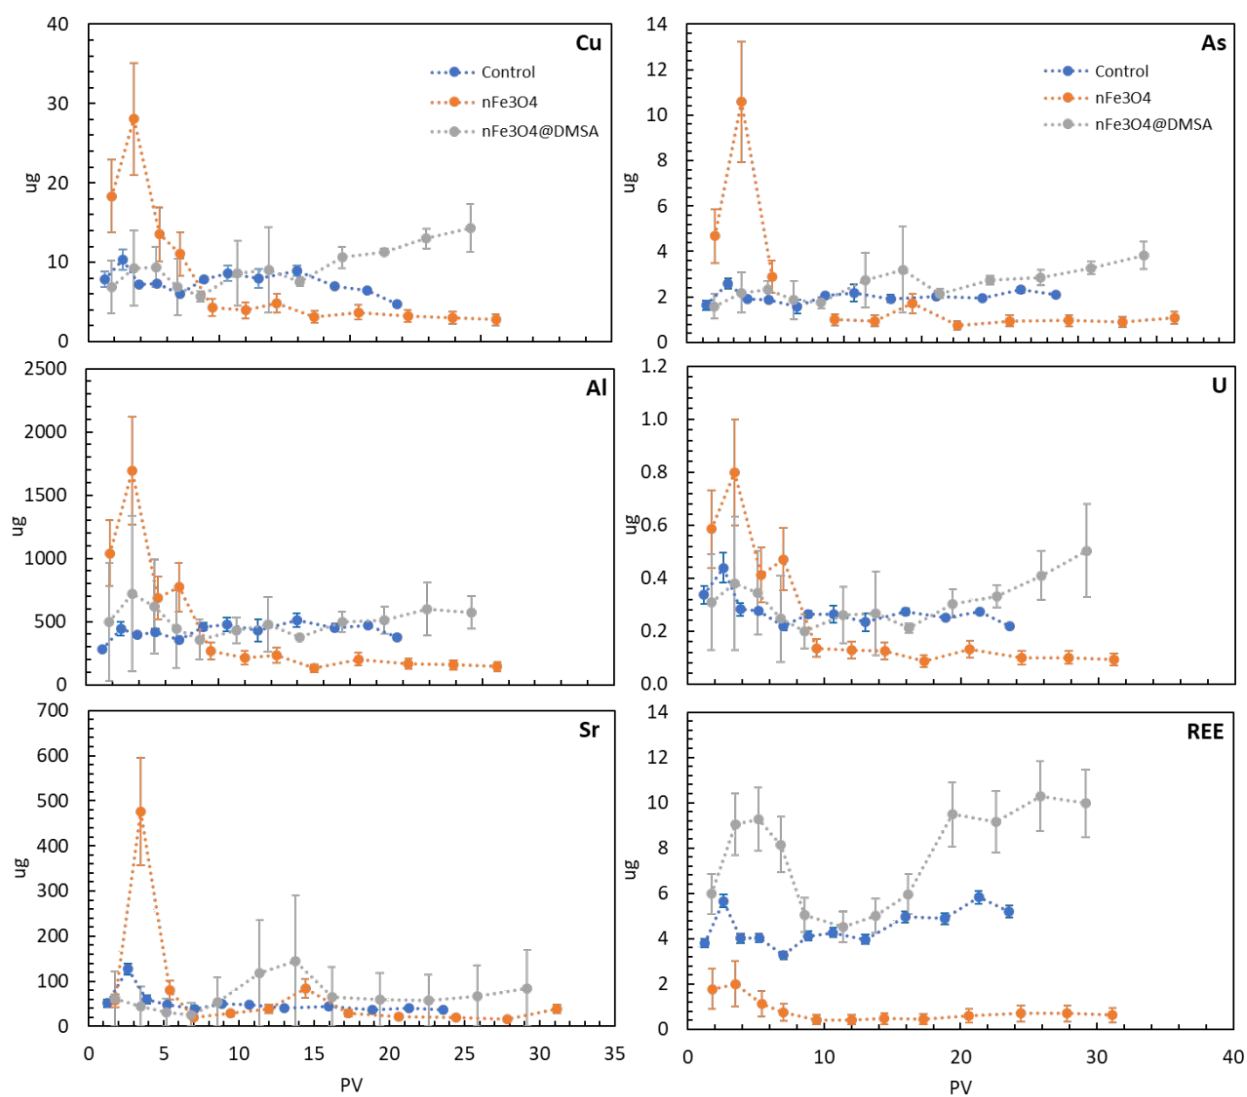 40
30
20
10
0
ug
Cu
Control
nFe3O4
nFe3O4@DMSA
14
12
10
8
6
4
2
0
ug
As
Control
nFe3O4
nFe3O4@DMSA
2500
2000
1500
1000
500
0
ug
Al
1.2
1.0
0.8
0.6
0.4
0.2
0.0
ug
U
700
600
500
400
300
200
100
0
ug
Sr
0 5 10 15 20 25 30 35
PV
14
12
10
8
6
4
2
0
ug
REE
0 10 20 30 40
PV